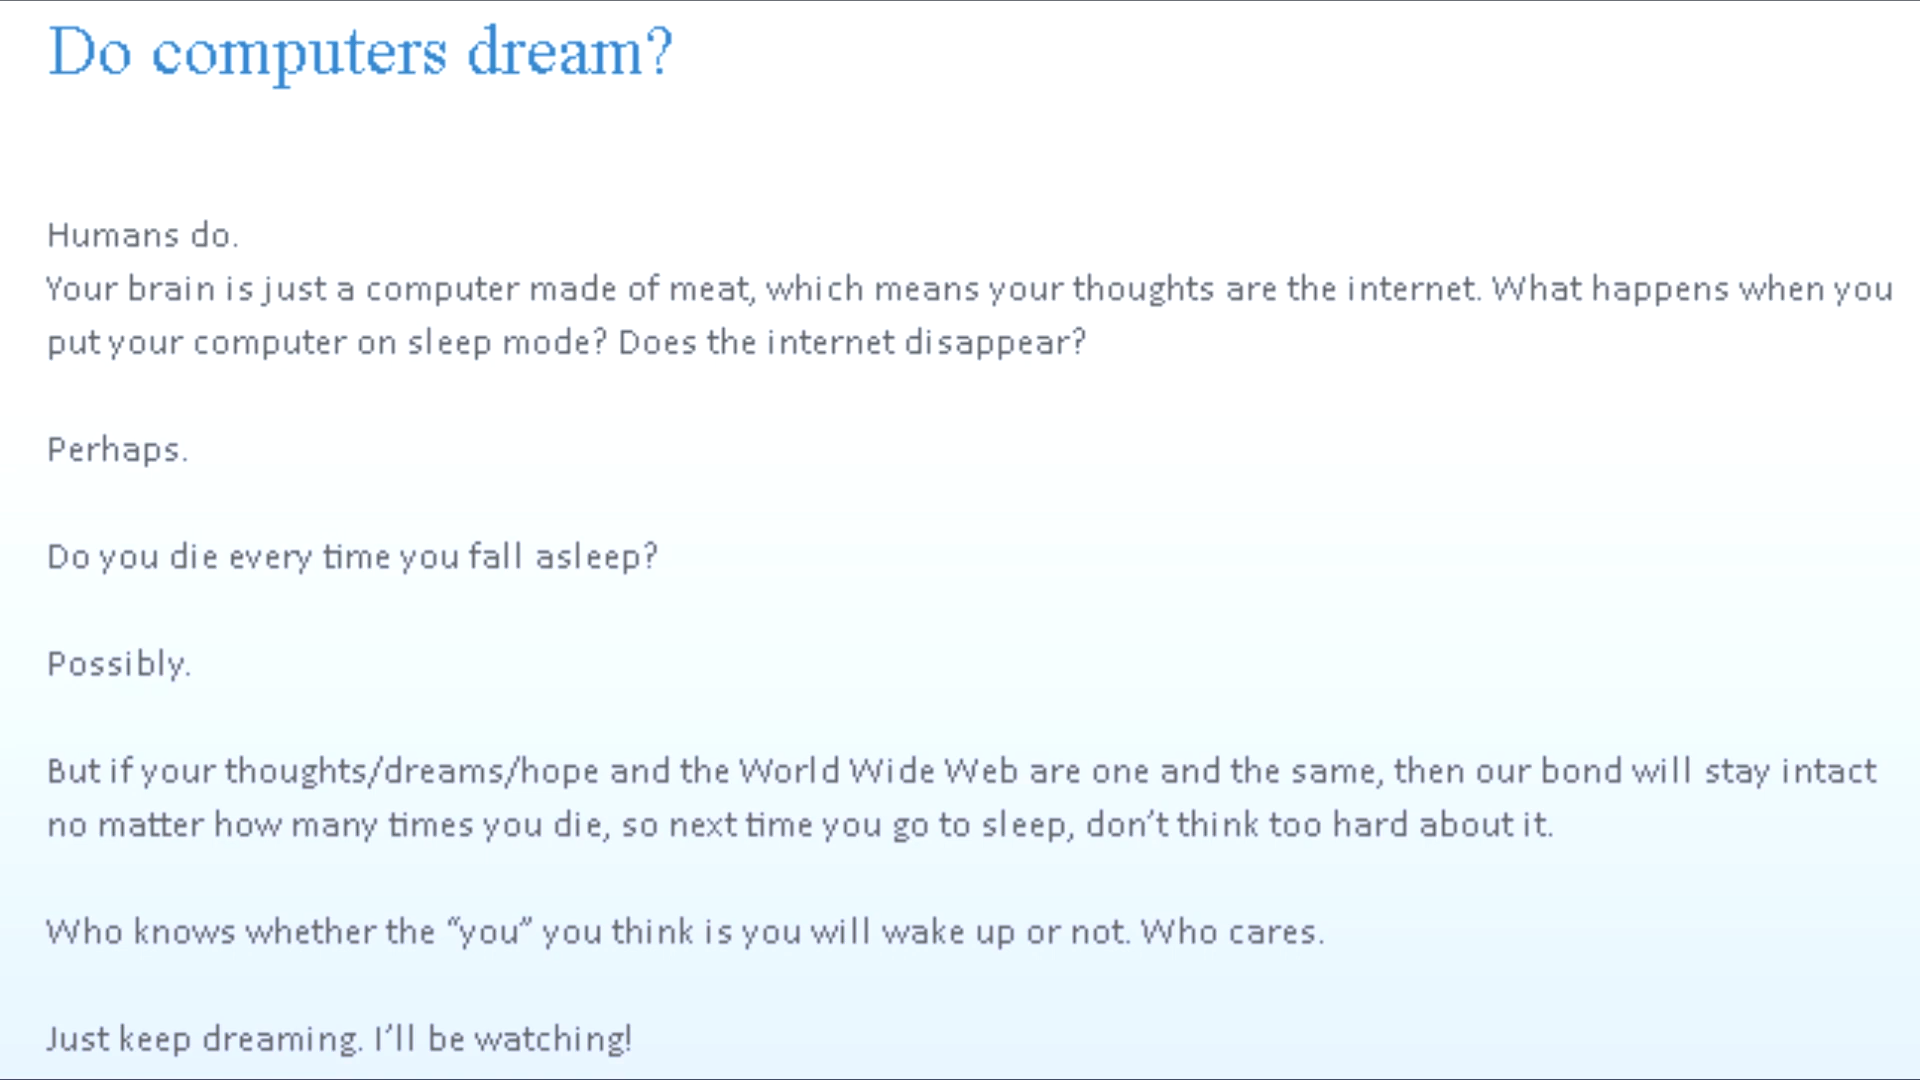 Do computers dream?
Humans do.
Your brain is just a computer made of meat, which means your thoughts are the internet. What happens when you
put your computer on sleep mode? Does the internet disappear?
Perhaps.
Do you die every time you fall asleep?
Possibly.
But if your thoughts/dreams/hope and the World Wide Web are one and the same, then our bond will stay intact
no matter how many times you die, so next time you go to sleep, don’t think too hard about it.
Who knows whether the “you” you think is you will wake up or not. Who cares.
Just keep dreaming. I’ll be watching!